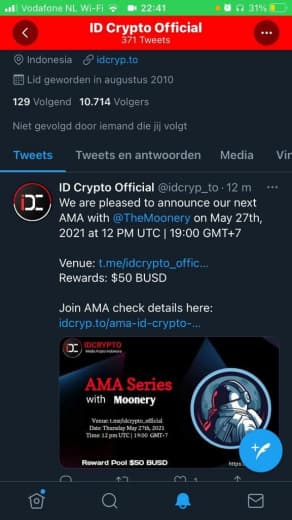 Vodafone NL Wi-Fi
22:41
31%
ID Crypto Official
371 Tweets
Indonesia idcryp.to
Lid geworden in augustus 2010
129 Volgend 10.714 Volgers
Niet gevolgd door iemand die jij volgt
Tweets Tweets en antwoorden Media
ID Crypto Official @idcryp_to · 12 m
We are pleased to announce our next
AMA with @TheMoonery on May 27th,
2021 at 12 PM UTC | 19:00 GMT+7
Venue: t.me/idcrypto_offic...
Rewards: $50 BUSD
Join AMA check details here:
idcryp.to/ama-id-crypto-...
IDCRYPTO
Media Kripto Indonesia
AMA Series
with Moonery
Venue: t.me/idcrypto_official
Date: Thursday May 27th, 2021
Time: 12 pm UTC | 19:00 GMT+7
Reward Pool $50 BUSD
https:
1